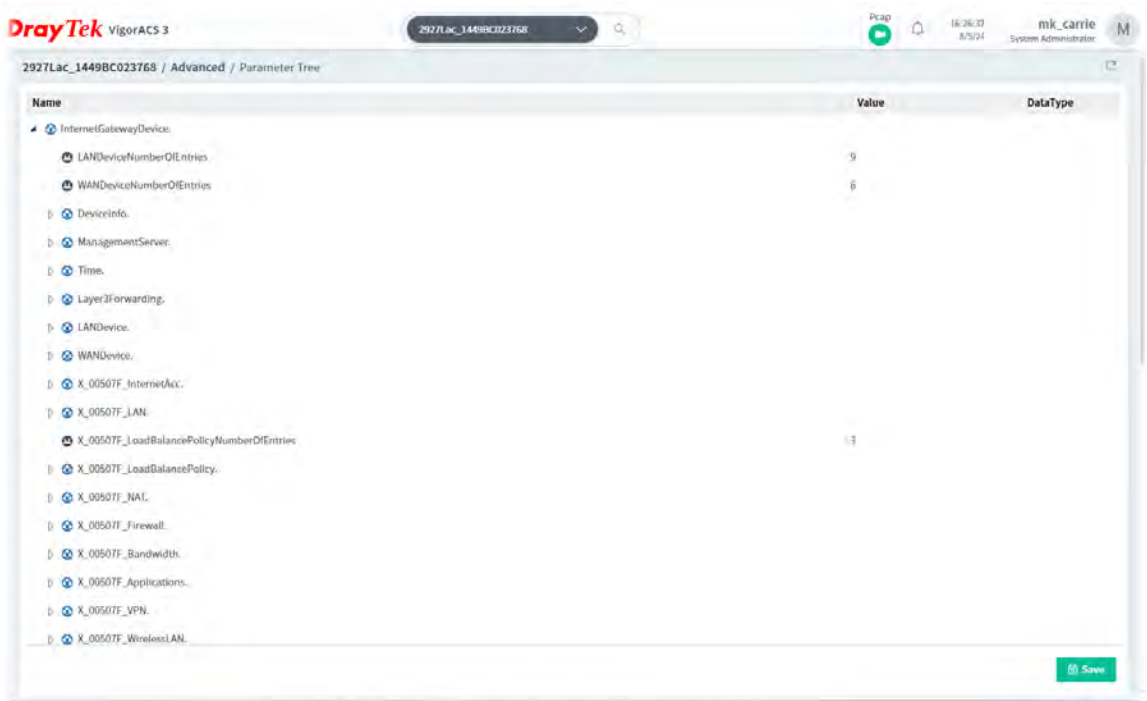 DrayTek VigorACS 3
2927Lac_1449BC023768
Pcap
16:26:37
8/5/24
mk_carrie
System Administrator
M
2927Lac_1449BC023768 / Advanced / Parameter Tree
Name Value DataType
InternetGatewayDevice.
LANDeviceNumberOfEntries 9
WANDeviceNumberOfEntries 6
DeviceInfo.
ManagementServer.
Time.
Layer3Forwarding.
LANDevice.
WANDevice.
X_00507F_InternetAcc.
X_00507F_LAN.
X_00507F_LoadBalancePolicyNumberOfEntries
X_00507F_LoadBalancePolicy.
X_00507F_NAT.
X_00507F_Firewall.
X_00507F_Bandwidth.
X_00507F_Applications.
X_00507F_VPN.
X_00507F_WirelessLAN.
Save